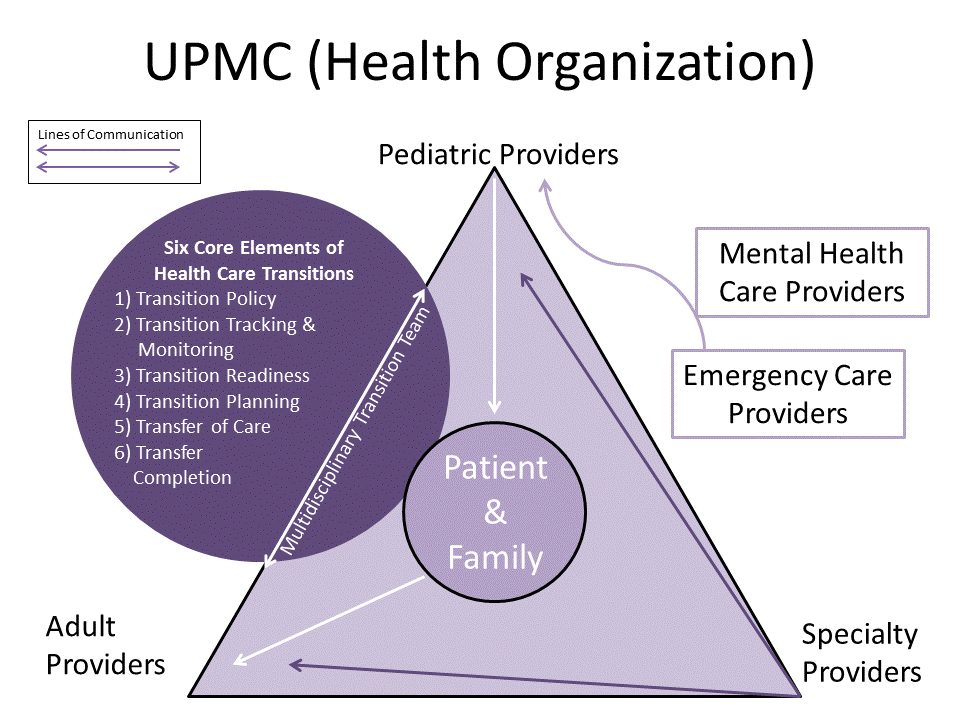 UPMC (Health Organization)
Lines of Communication
Pediatric Providers
Six Core Elements of
Health Care Transitions
1) Transition Policy
2) Transition Tracking &
Monitoring
3) Transition Readiness
4) Transition Planning
5) Transfer of Care
6) Transfer
Completion
Multidisciplinary Transition Team
Mental Health
Care Providers
Emergency Care
Providers
Patient
&
Family
Adult
Providers
Specialty
Providers